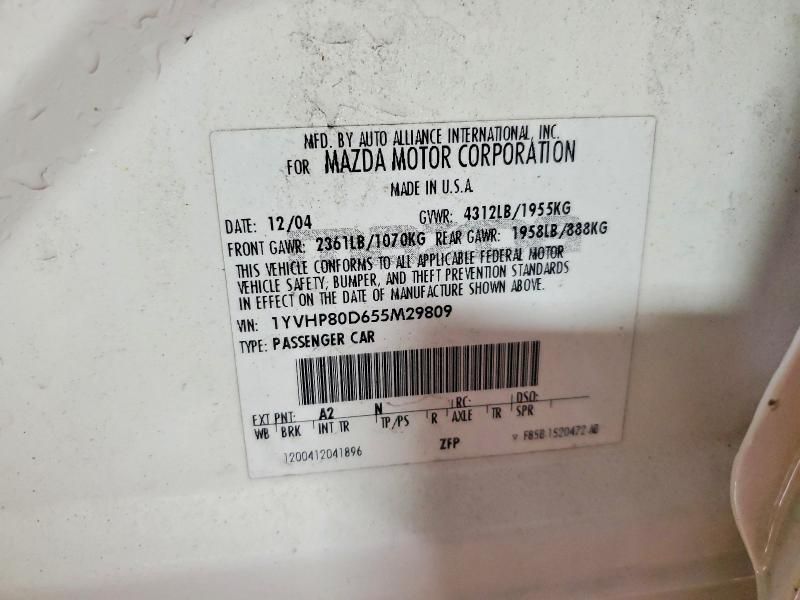 MFD. BY AUTO ALLIANCE INTERNATIONAL, INC.
FOR MAZDA MOTOR CORPORATION
MADE IN U.S.A.
DATE: 12/04 GVWR: 4312LB/1955KG
FRONT GAWR: 2361LB/1070KG REAR GAWR: 1958LB/888KG
THIS VEHICLE CONFORMS TO ALL APPLICABLE FEDERAL MOTOR
VEHICLE SAFETY, BUMPER, AND THEFT PREVENTION STANDARDS
IN EFFECT ON THE DATE OF MANUFACTURE SHOWN ABOVE.
VIN: 1YVHP80D655M29809
TYPE: PASSENGER CAR
EXT PNT: A2 N RC: DSO:
WB BRK INT TR TP/PS R AXLE TR SPR
1200412041896 ZFP